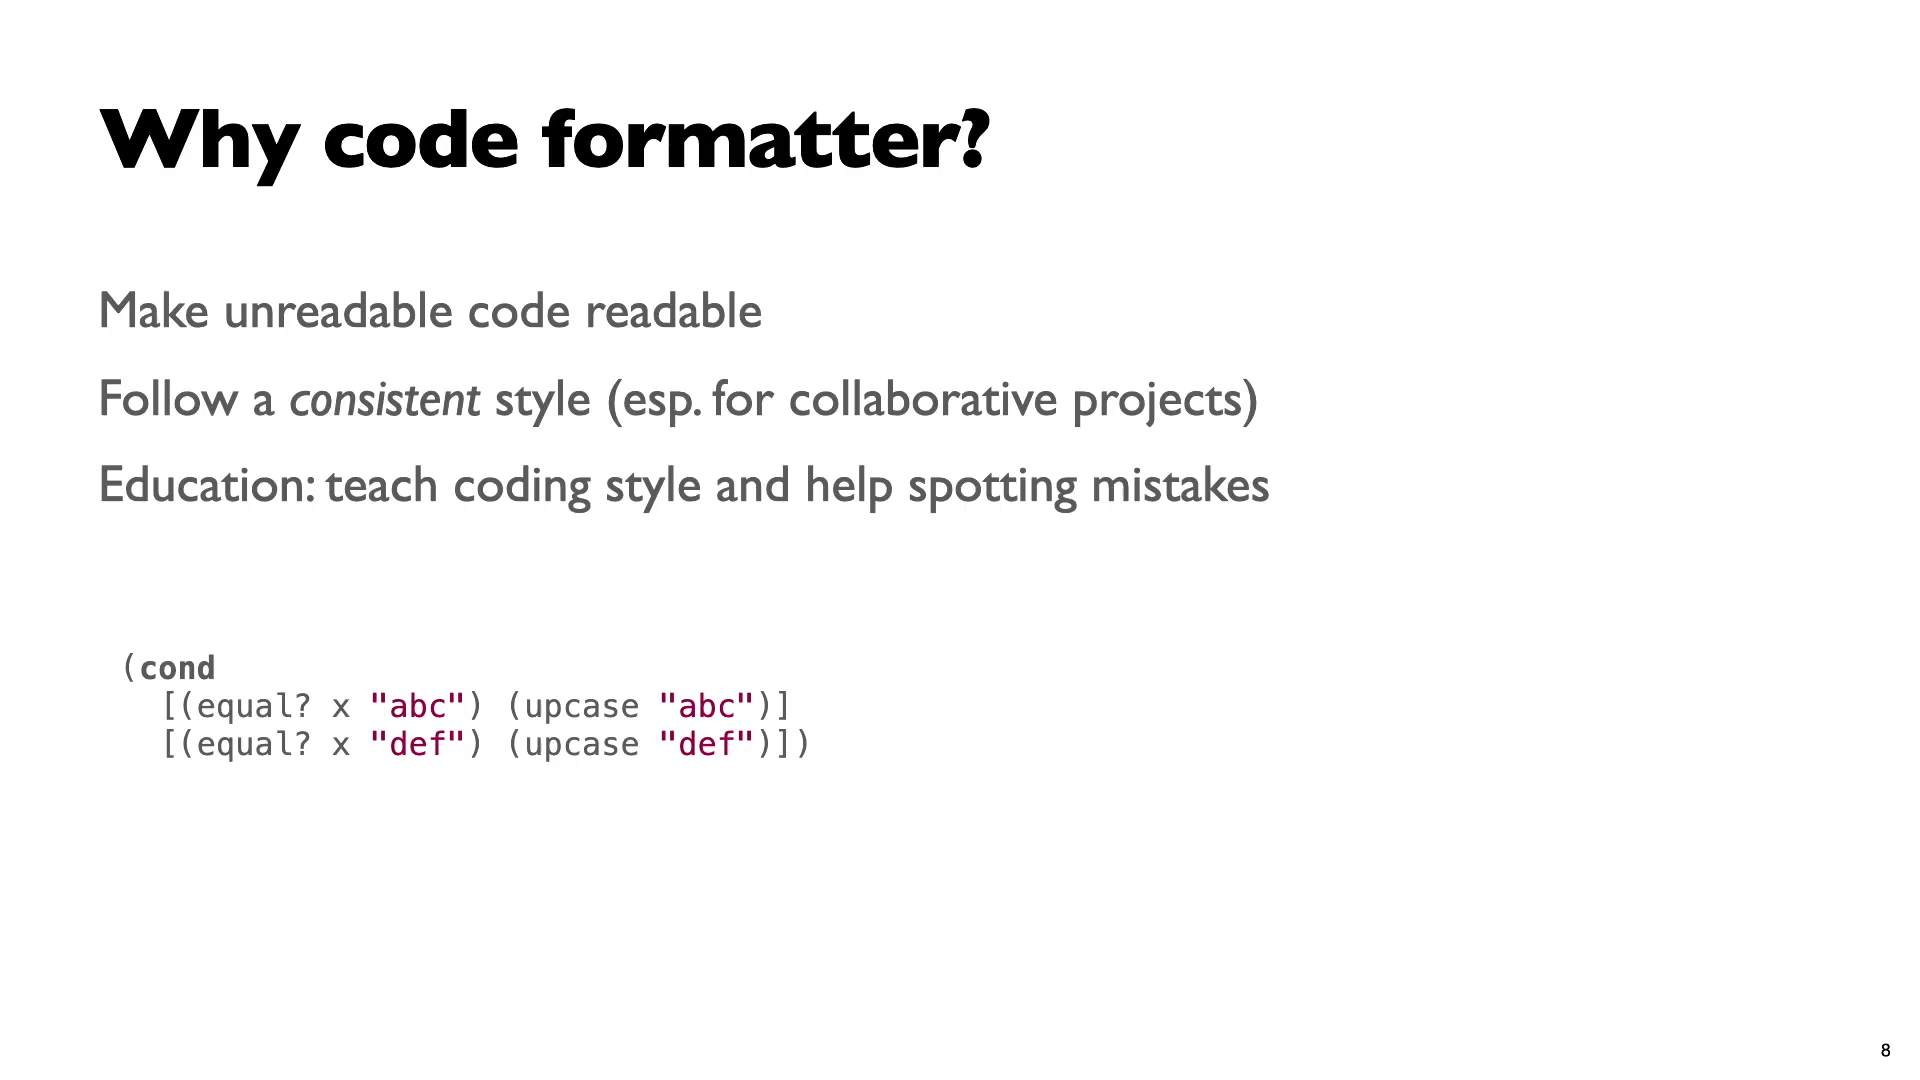 Why code formatter?
Make unreadable code readable
Follow a consistent style (esp. for collaborative projects)
Education: teach coding style and help spotting mistakes
(cond
  [(equal? x "abc") (upcase "abc")]
  [(equal? x "def") (upcase "def")])
8